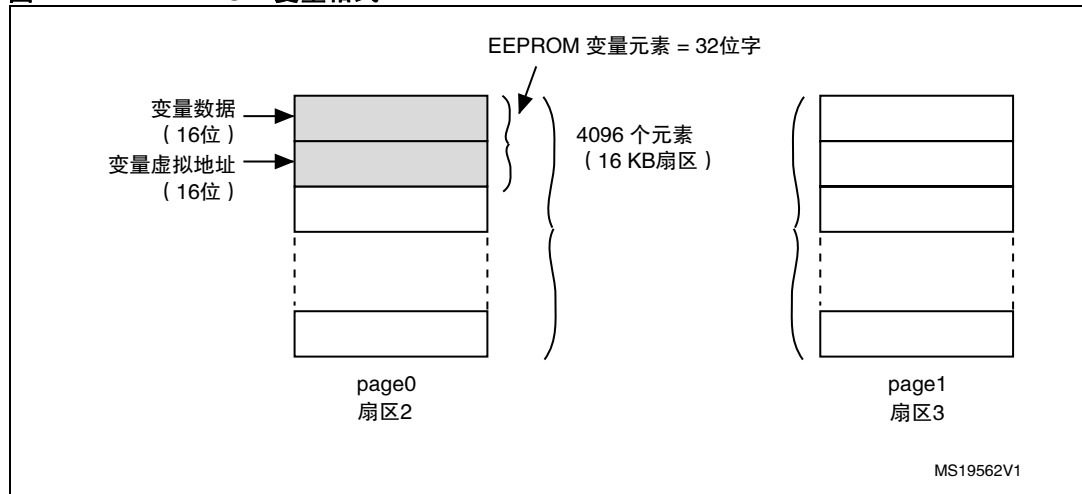 EEPROM 变量元素 = 32位字
变量数据
（16位）
变量虚拟地址
（16位）
4096 个元素
（16 KB扇区）
page0
扇区2
page1
扇区3
MS19562V1